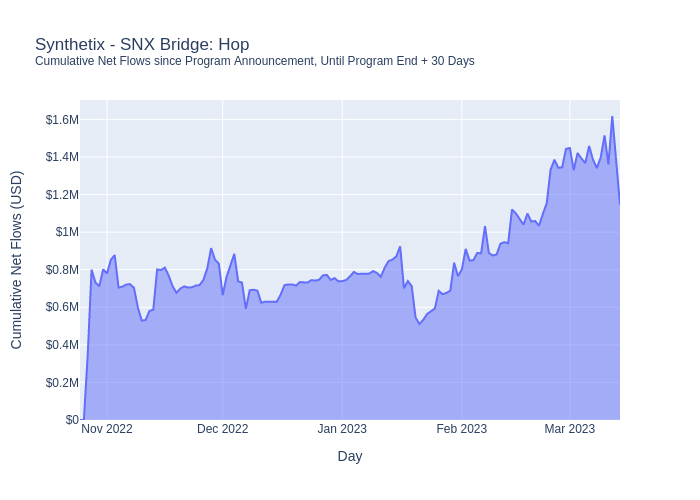 Synthetix - SNX Bridge: Hop
Cumulative Net Flows since Program Announcement, Until Program End + 30 Days
Cumulative Net Flows (USD)
$1.6M
$1.4M
$1.2M
$1M
$0.8M
$0.6M
$0.4M
$0.2M
$0
Nov 2022
Dec 2022
Jan 2023
Feb 2023
Mar 2023
Day